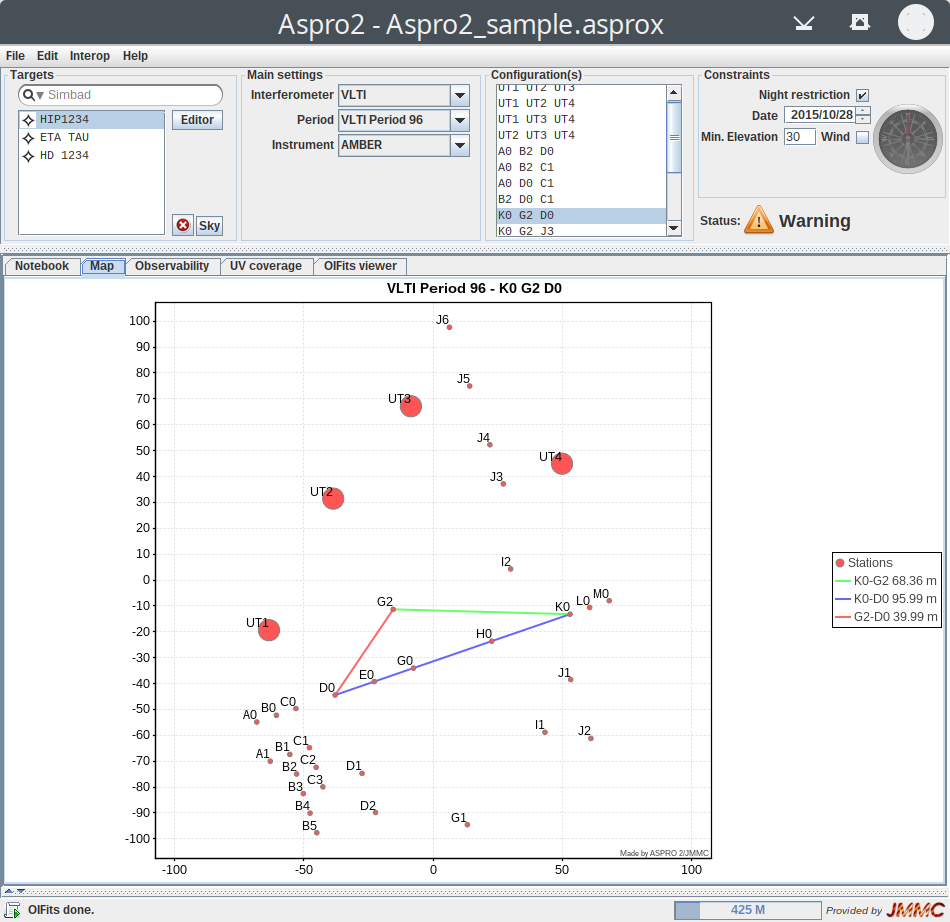 Aspro2 - Aspro2_sample.asprox
File Edit Interop Help
Targets
Simbad
HIP1234
ETA TAU
HD 1234
Editor
Sky
Main settings
Interferometer VLTI
Period VLTI Period 96
Instrument AMBER
Configuration(s)
UT1 UT2 UT3
UT1 UT2 UT4
UT1 UT3 UT4
UT2 UT3 UT4
A0 B2 D0
A0 B2 C1
A0 D0 C1
B2 D0 C1
K0 G2 D0
K0 G2 J3
Constraints
Night restriction
Date 2015/10/28
Min. Elevation 30 Wind
Status: Warning
Notebook Map Observability UV coverage OIFits viewer
VLTI Period 96 - K0 G2 D0
100
90
80
70
60
50
40
30
20
10
0
-10
-20
-30
-40
-50
-60
-70
-80
-90
-100
J6
J5
UT3
J4
UT4
J3
UT2
I2
M0
L0
G2
K0
UT1
H0
G0
E0
J1
D0
C0
B0
A0
I1
J2
C1
B1
A1
C2
B2
D1
C3
B3
B4
D2
G1
B5
Made by ASPRO 2/JMMC
-100 -50 0 50 100
Stations
K0-G2 68.36 m
K0-D0 95.99 m
G2-D0 39.99 m
OIFits done.
425 M
Provided by JMMC